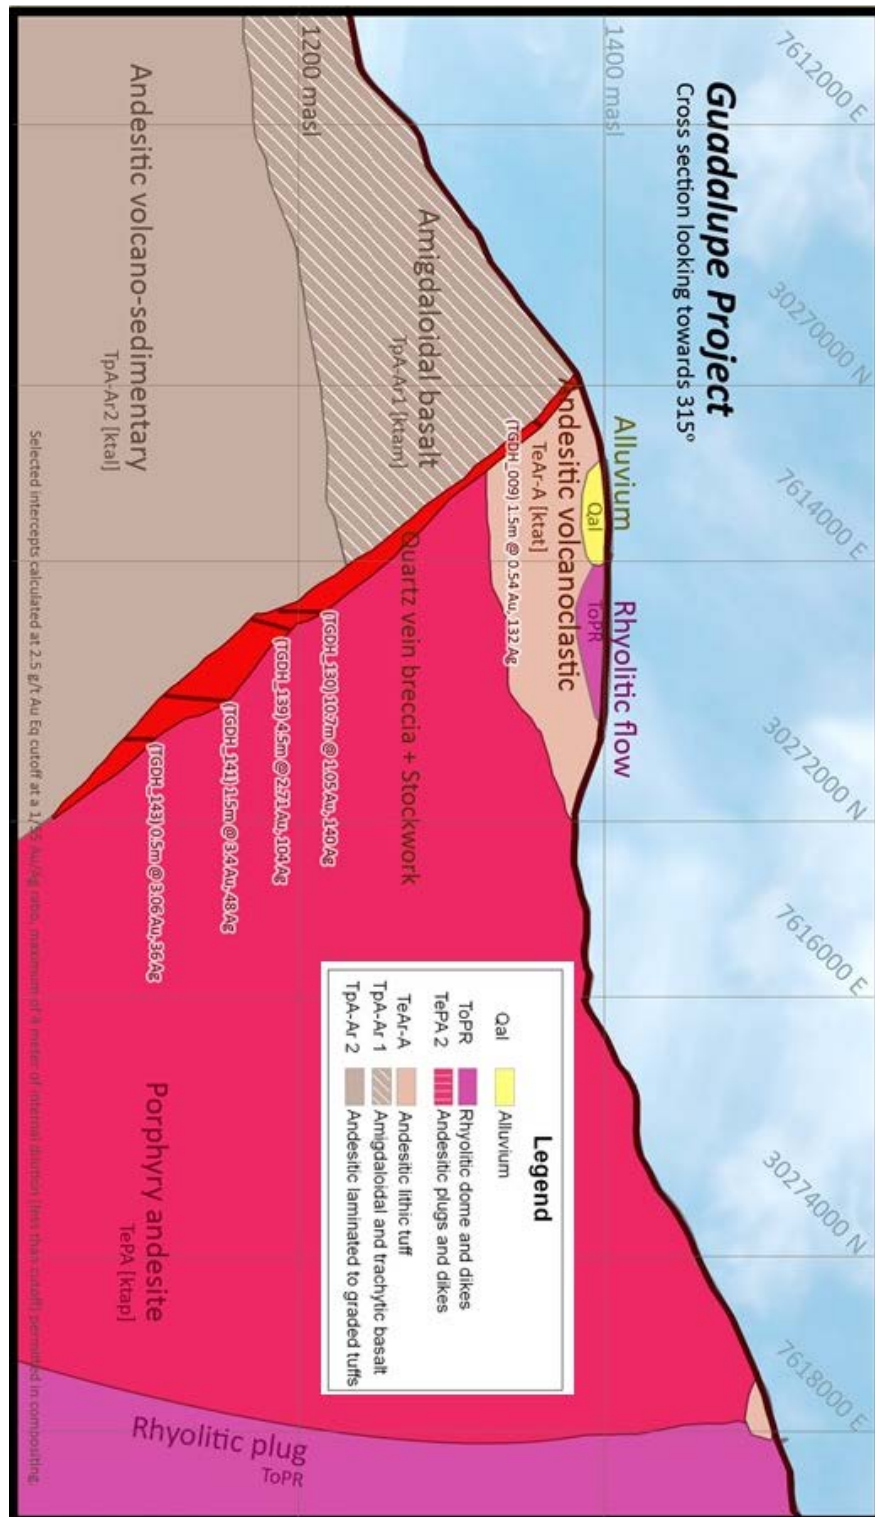 Guadalupe Project
Cross section looking towards 315º
7612000 E
30270000 N
7614000 E
30272000 N
7616000 E
30274000 N
7618000 E
1400 masl
1200 masl
Alluvium
Qal
Rhyolitic flow
ToPR
Andesitic volcanoclastic
TeAr-A [ktat]
(TGDH_009) 1.5m @ 0.54 Au, 132 Ag
Amigdaloidal basalt
TpA-Ar1 [ktam]
Quartz vein breccia + Stockwork
(TGDH_130) 10.7m @ 1.05 Au, 140 Ag
(TGDH_139) 4.5m @ 2.71 Au, 104 Ag
(TGDH_141) 1.5m @ 3.4 Au, 48 Ag
(TGDH_143) 0.5m @ 3.06 Au, 36 Ag
Andesitic volcano-sedimentary
TpA-Ar2 [ktal]
Porphyry andesite
TePA [ktap]
Rhyolitic plug
ToPR
Legend
Qal Alluvium
ToPR Rhyolitic dome and dikes
TePA 2 Andesitic plugs and dikes
TeAr-A Andesitic lithic tuff
TpA-Ar 1 Amigdaloidal and trachytic basalt
TpA-Ar 2 Andesitic laminated to graded tuffs
Selected intercepts calculated at 2.5 g/t Au Eq cutoff at a 1/55 Au/Ag ratio, maximum of 4 meter of internal dilution [less than cutoff] permitted in compositing.